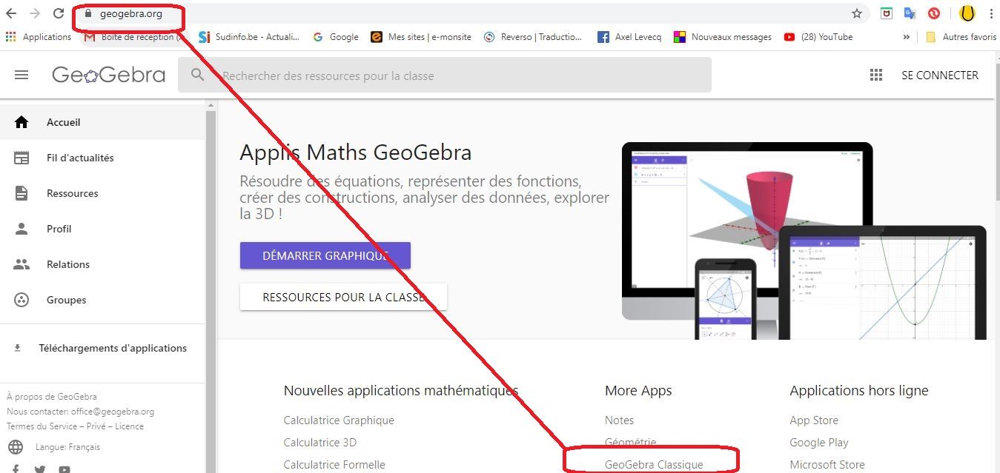 geogebra.org
Applications
Boîte de réception (
Sudinfo.be - Actuali...
Google
Mes sites | e-monsite
Reverso | Traductio...
Axel Levecq
Nouveaux messages
(28) YouTube
»
Autres favoris
GeoGebra
Rechercher des ressources pour la classe
SE CONNECTER
Accueil
Fil d'actualités
Ressources
Profil
Relations
Groupes
Téléchargements d'applications
À propos de GeoGebra
Nous contacter: office@geogebra.org
Termes du Service – Privé – Licence
Langue: Français
Applis Maths GeoGebra
Résoudre des équations, représenter des fonctions,
créer des constructions, analyser des données, explorer
la 3D !
DÉMARRER GRAPHIQUE
RESSOURCES POUR LA CLASSE
Nouvelles applications mathématiques
Calculatrice Graphique
Calculatrice 3D
Calculatrice Formelle
More Apps
Notes
Géométrie
GeoGebra Classique
Applications hors ligne
App Store
Google Play
Microsoft Store